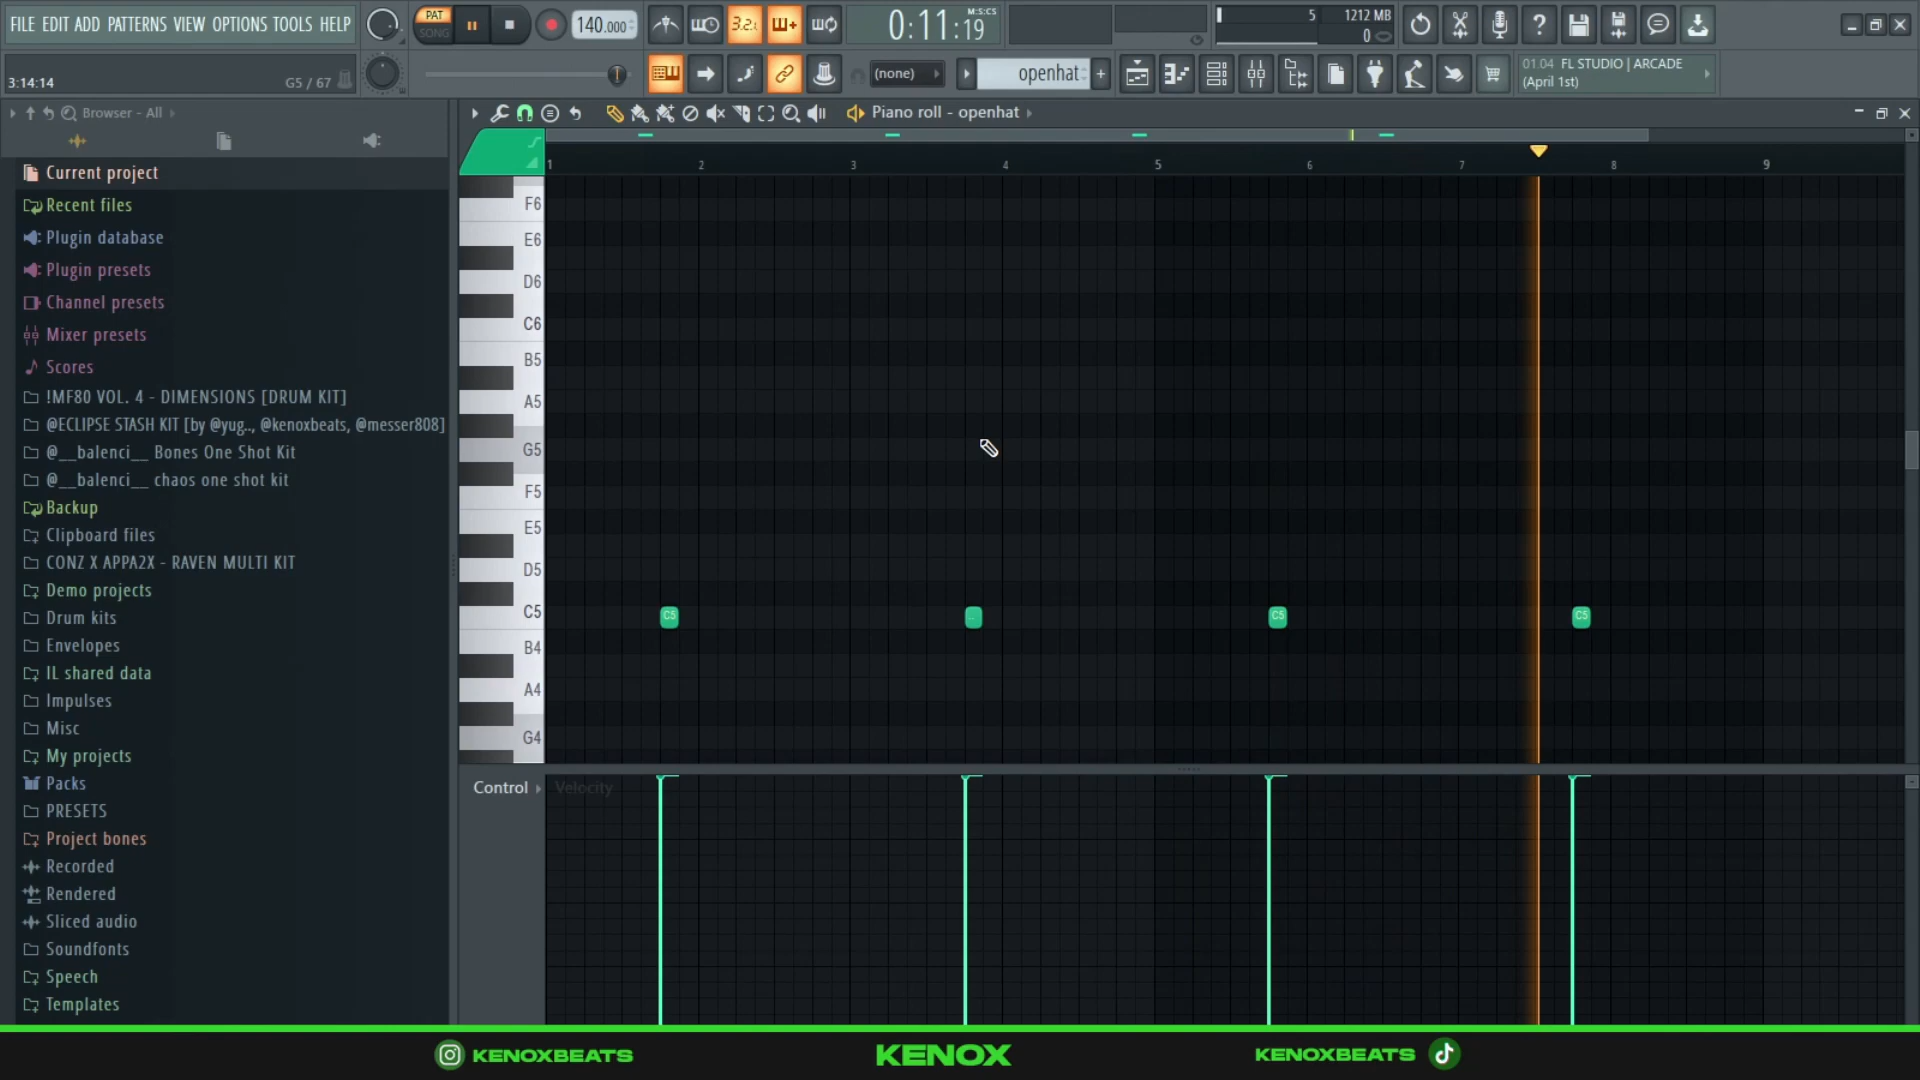 FILE EDIT ADD PATTERNS VIEW OPTIONS TOOLS HELP
PAT
SONG
140.000
3.2.
0:11:19
M:S:CS
5
1212 MB
0
3:14:14
G5 / 67
(none)
openhat
01:04 FL STUDIO | ARCADE
(April 1st)
Browser - All
Piano roll - openhat
Current project
Recent files
Plugin database
Plugin presets
Channel presets
Mixer presets
Scores
!MF80 VOL. 4 - DIMENSIONS [DRUM KIT]
@ECLIPSE STASH KIT [by @yug.., @kenoxbeats, @messer808]
@__balenci__ Bones One Shot Kit
@__balenci__ chaos one shot kit
Backup
Clipboard files
CONZ X APPA2X - RAVEN MULTI KIT
Demo projects
Drum kits
Envelopes
IL shared data
Impulses
Misc
My projects
Packs
PRESETS
Project bones
Recorded
Rendered
Sliced audio
Soundfonts
Speech
Templates
1 2 3 4 5 6 7 8 9
F6
E6
D6
C6
B5
A5
G5
F5
E5
D5
C5
C5 C5 C5
B4
A4
G4
Control
Velocity
KENOXBEATS
KENOX
KENOXBEATS